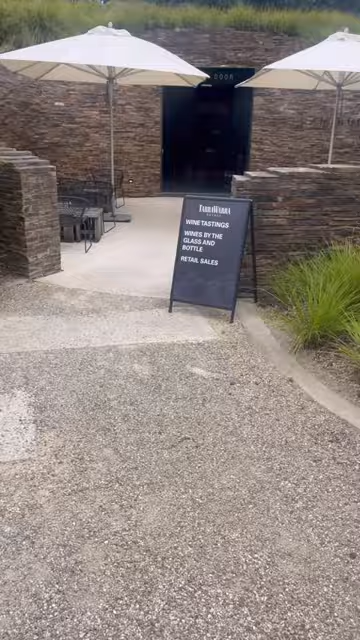 TARRAWARRA
WINE TASTINGS
WINES BY THE
GLASS AND
BOTTLE
RETAIL SALES